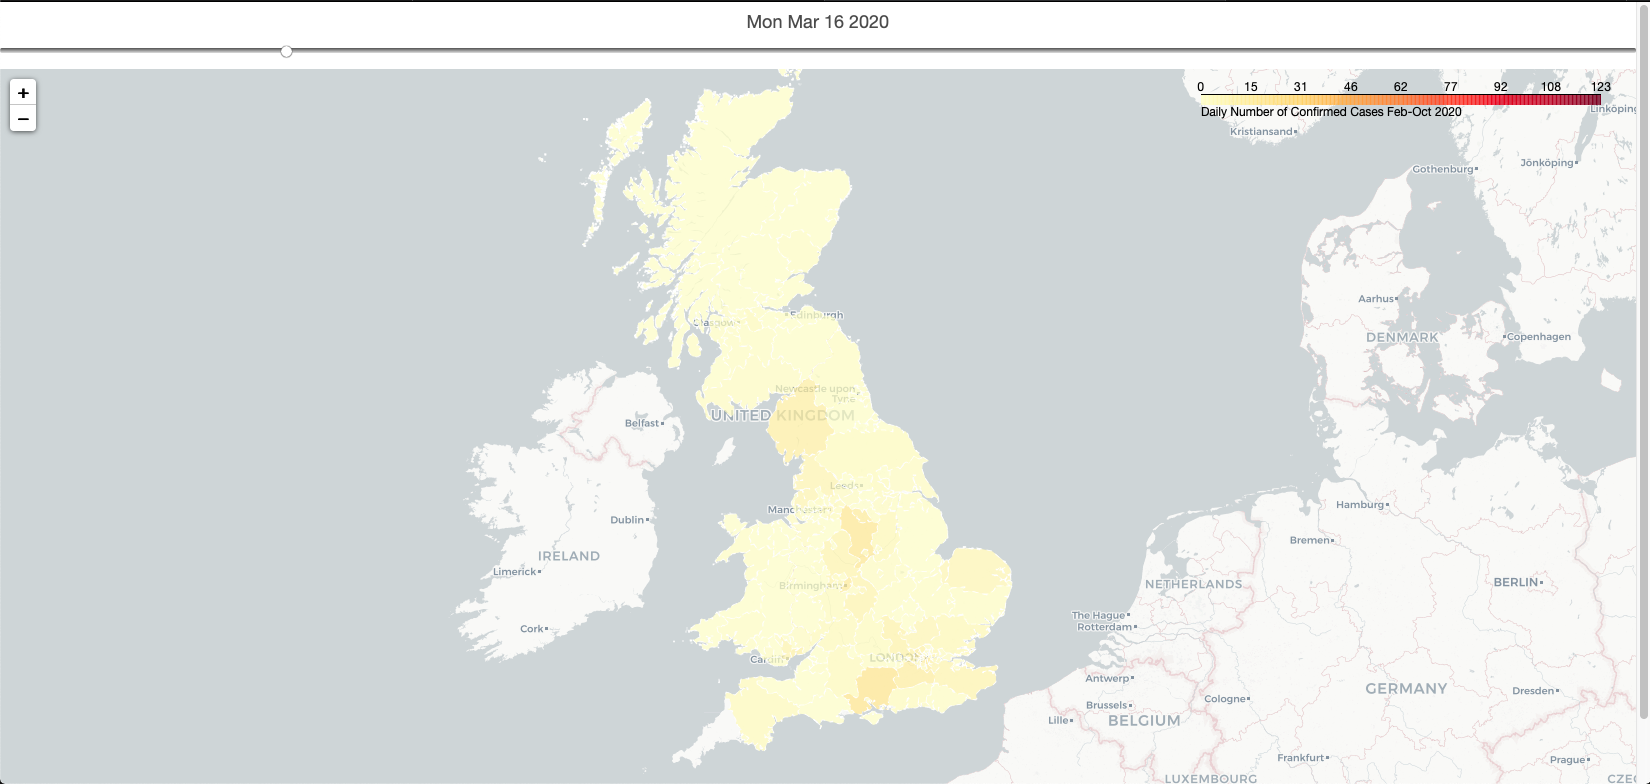 Mon Mar 16 2020
+
−
0 15 31 46 62 77 92 108 123
Daily Number of Confirmed Cases Feb-Oct 2020
Linköping
Kristiansand
Jönköping
Gothenburg
Aarhus
Glasgow
Edinburgh
DENMARK
Copenhagen
Newcastle upon
Tyne
UNITED KINGDOM
Belfast
Leeds
Manchester
Hamburg
Dublin
Bremen
IRELAND
Limerick
Birmingham
NETHERLANDS
BERLIN
The Hague
Rotterdam
Cork
Cardiff
LONDON
Antwerp
GERMANY
Dresden
Cologne
Brussels
Lille
BELGIUM
Frankfurt
Prague
LUXEMBOURG
CZE